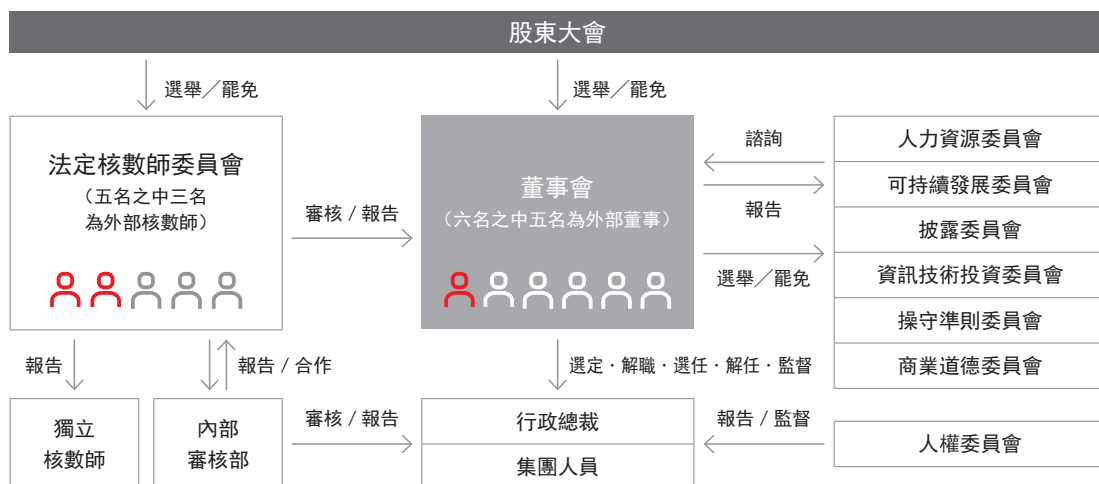 股東大會
選舉／罷免
選舉／罷免
法定核數師委員會
（五名之中三名
為外部核數師）
審核 / 報告
董事會
（六名之中五名為外部董事）
諮詢
報告
選舉／罷免
人力資源委員會
可持續發展委員會
披露委員會
資訊技術投資委員會
操守準則委員會
商業道德委員會
報告
報告 / 合作
選定 · 解職 · 選任 · 解任 · 監督
獨立
核數師
內部
審核部
審核 / 報告
行政總裁
集團人員
報告 / 監督
人權委員會